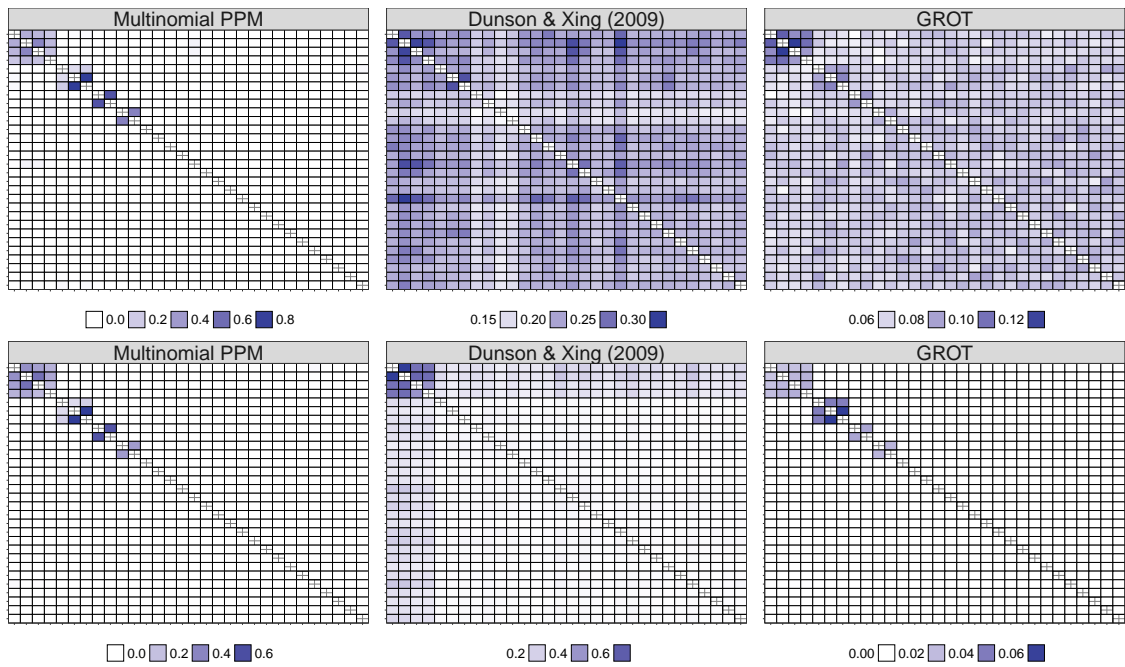 Multinomial PPM
Dunson & Xing (2009)
GROT
0.0 0.2 0.4 0.6 0.8
0.15 0.20 0.25 0.30
0.06 0.08 0.10 0.12
Multinomial PPM
Dunson & Xing (2009)
GROT
0.0 0.2 0.4 0.6
0.2 0.4 0.6
0.00 0.02 0.04 0.06